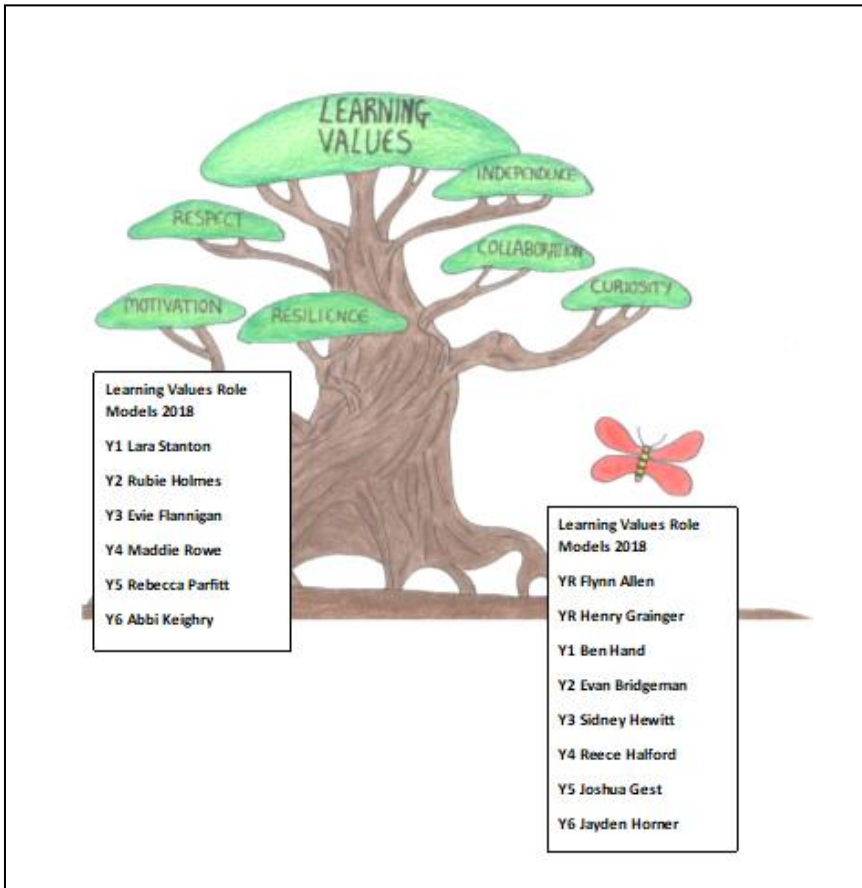 LEARNING
VALUES
INDEPENDENCE
RESPECT
COLLABORATION
CURIOSITY
MOTIVATION
RESILIENCE
Learning Values Role
Models 2018
Y1 Lara Stanton
Y2 Rubie Holmes
Y3 Evie Flannigan
Y4 Maddie Rowe
Y5 Rebecca Parfitt
Y6 Abbi Keighry
Learning Values Role
Models 2018
YR Flynn Allen
YR Henry Grainger
Y1 Ben Hand
Y2 Evan Bridgeman
Y3 Sidney Hewitt
Y4 Reece Halford
Y5 Joshua Gest
Y6 Jayden Horner